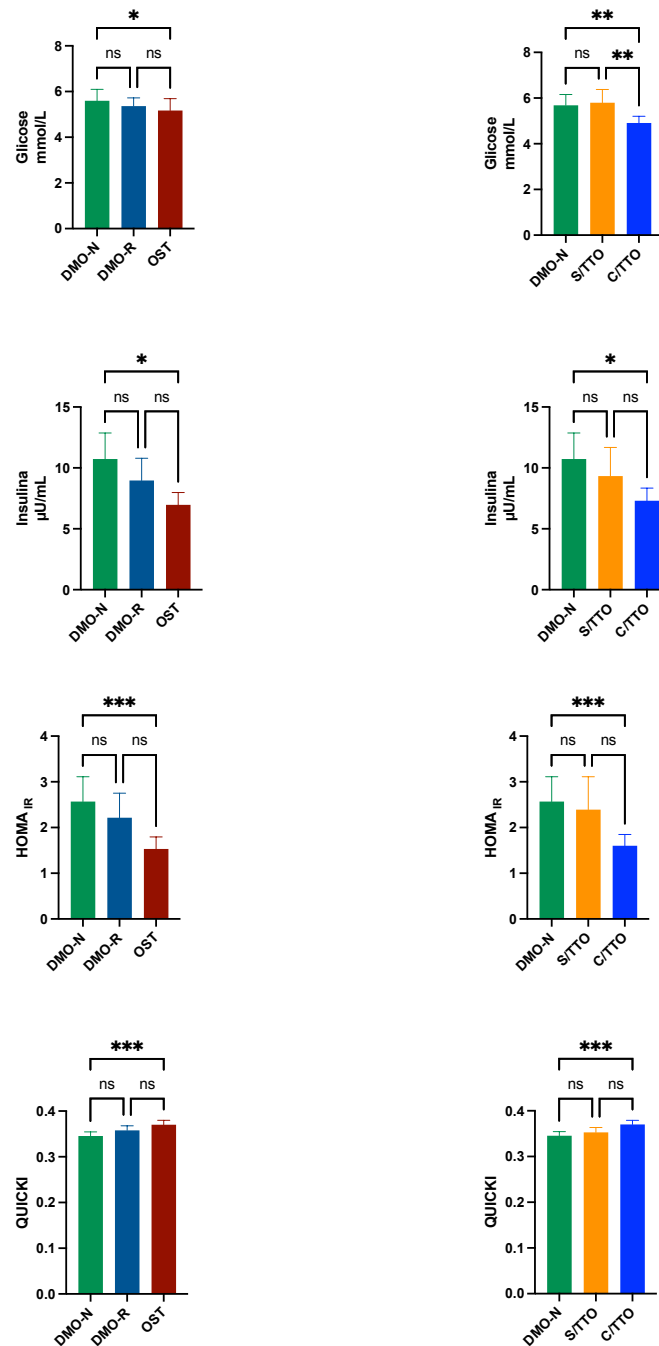 *
ns ns
8
6
4
2
0
Glicose
mmol/L
DMO-N
DMO-R
OST
**
ns **
8
6
4
2
0
Glicose
mmol/L
DMO-N
S/TTO
C/TTO
*
ns ns
15
10
5
0
Insulina
µU/mL
DMO-N
DMO-R
OST
*
ns ns
15
10
5
0
Insulina
µU/mL
DMO-N
S/TTO
C/TTO
***
ns ns
4
3
2
1
0
HOMA IR
DMO-N
DMO-R
OST
***
ns ns
4
3
2
1
0
HOMA IR
DMO-N
S/TTO
C/TTO
***
ns ns
0.4
0.3
0.2
0.1
0.0
QUICKI
DMO-N
DMO-R
OST
***
ns ns
0.4
0.3
0.2
0.1
0.0
QUICKI
DMO-N
S/TTO
C/TTO